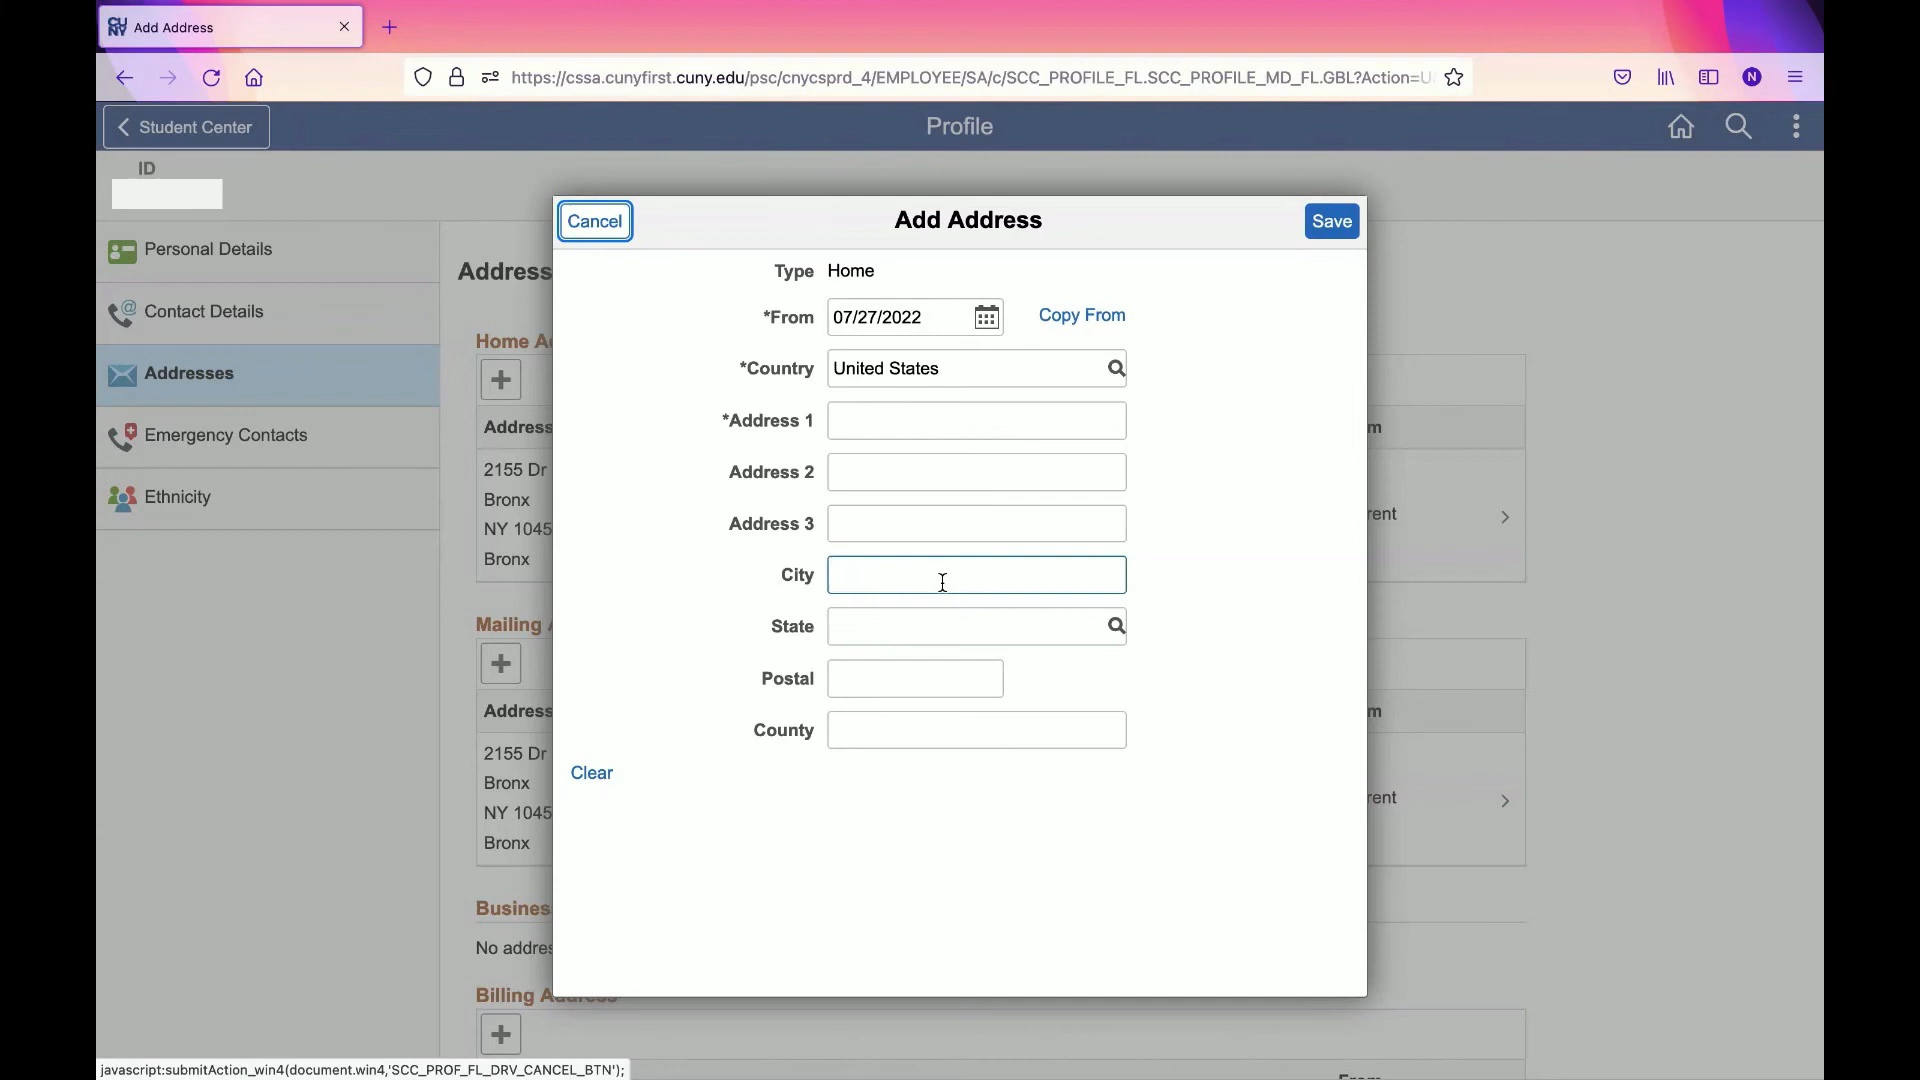 CU
NY Add Address
https://cssa.cunyfirst.cuny.edu/psc/cnycsprd_4/EMPLOYEE/SA/c/SCC_PROFILE_FL.SCC_PROFILE_MD_FL.GBL?Action=U
N
Student Center
Profile
ID
Personal Details
Contact Details
Addresses
Emergency Contacts
Ethnicity
Address
Home A
Address
m
2155 Dr
Bronx
NY 1045
Bronx
rent
Mailing
Address
m
2155 Dr
Bronx
NY 1045
Bronx
rent
Busines
No addre
Billing Address
From
Cancel
Add Address
Save
Type Home
*From 07/27/2022 Copy From
*Country United States
*Address 1
Address 2
Address 3
City
State
Postal
County
Clear
javascript:submitAction_win4(document.win4,'SCC_PROF_FL_DRV_CANCEL_BTN');